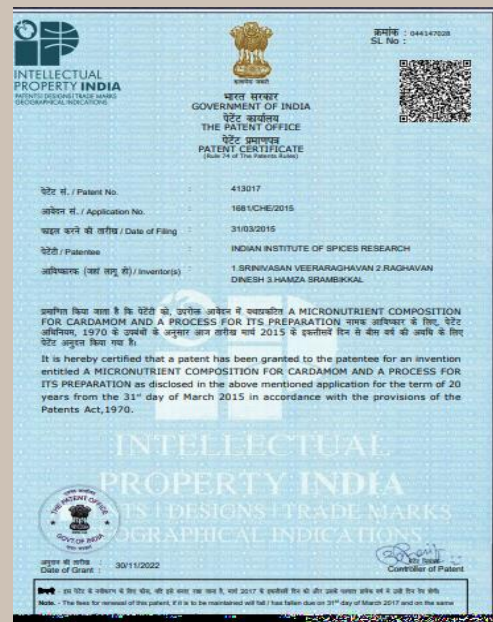 क्रमांक : 044147028
SL No :
INTELLECTUAL
PROPERTY INDIA
PATENTS | DESIGNS | TRADE MARKS
GEOGRAPHICAL INDICATIONS
सत्यमेव जयते
भारत सरकार
GOVERNMENT OF INDIA
पेटेंट कार्यालय
THE PATENT OFFICE
पेटेंट प्रमाणपत्र
PATENT CERTIFICATE
(Rule 74 of The Patents Rules)
पेटेंट सं. / Patent No. : 413017
आवेदन सं. / Application No. : 1681/CHE/2015
फाइल करने की तारीख / Date of Filing : 31/03/2015
पेटेंटी / Patentee : INDIAN INSTITUTE OF SPICES RESEARCH
आविष्कारक (जहां लागू हो) / Inventor(s) : 1.SRINIVASAN VEERARAGHAVAN 2.RAGHAVAN
DINESH 3.HAMZA SRAMBIKKAL
प्रमाणित किया जाता है कि पेटेंटी को, उपरोक्त आवेदन में यथाप्रकटित A MICRONUTRIENT COMPOSITION
FOR CARDAMOM AND A PROCESS FOR ITS PREPARATION नामक आविष्कार के लिए, पेटेंट
अधिनियम, 1970 के उपबंधों के अनुसार आज तारीख मार्च 2015 के इकत्तीसवें दिन से बीस वर्ष की अवधि के लिए
पेटेंट अनुदत्त किया गया है।
It is hereby certified that a patent has been granted to the patentee for an invention
entitled A MICRONUTRIENT COMPOSITION FOR CARDAMOM AND A PROCESS FOR
ITS PREPARATION as disclosed in the above mentioned application for the term of 20
years from the 31st day of March 2015 in accordance with the provisions of the
Patents Act,1970.
INTELLECTUAL
PROPERTY INDIA
PATENTS | DESIGNS | TRADE MARKS
GEOGRAPHICAL INDICATIONS
THE PATENT OFFICE
GOVT.OF INDIA
अनुदान की तारीख :
Date of Grant : 30/11/2022
पेटेंट नियंत्रक
Controller of Patent
Note. - The fees for renewal of this patent, if it is to be maintained will fall / has fallen due on 31st day of March 2017 and on the same